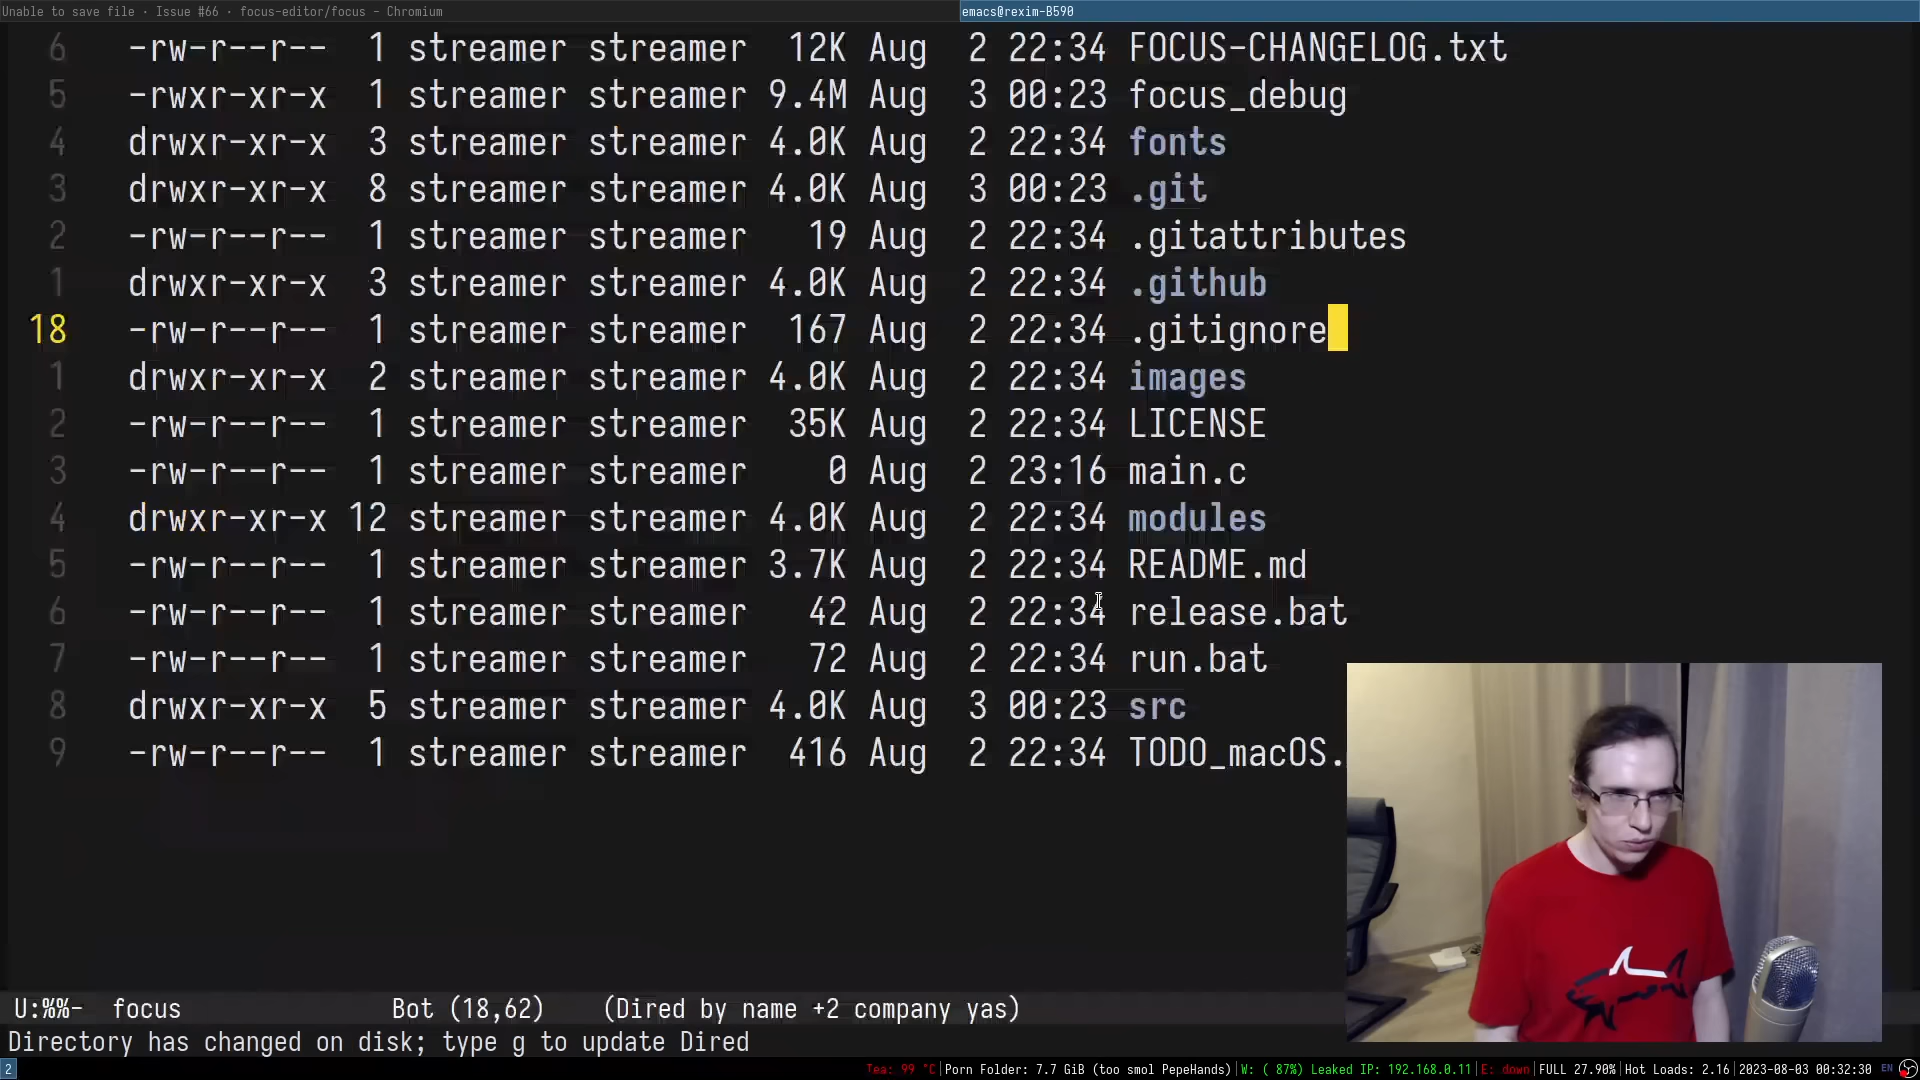 Unable to save file · Issue #66 · focus-editor/focus - Chromium
emacs@rexim-B590
6 -rw-r--r-- 1 streamer streamer 12K Aug 2 22:34 FOCUS-CHANGELOG.txt
5 -rwxr-xr-x 1 streamer streamer 9.4M Aug 3 00:23 focus_debug
4 drwxr-xr-x 3 streamer streamer 4.0K Aug 2 22:34 fonts
3 drwxr-xr-x 8 streamer streamer 4.0K Aug 3 00:23 .git
2 -rw-r--r-- 1 streamer streamer 19 Aug 2 22:34 .gitattributes
1 drwxr-xr-x 3 streamer streamer 4.0K Aug 2 22:34 .github
18 -rw-r--r-- 1 streamer streamer 167 Aug 2 22:34 .gitignore
1 drwxr-xr-x 2 streamer streamer 4.0K Aug 2 22:34 images
2 -rw-r--r-- 1 streamer streamer 35K Aug 2 22:34 LICENSE
3 -rw-r--r-- 1 streamer streamer 0 Aug 2 23:16 main.c
4 drwxr-xr-x 12 streamer streamer 4.0K Aug 2 22:34 modules
5 -rw-r--r-- 1 streamer streamer 3.7K Aug 2 22:34 README.md
6 -rw-r--r-- 1 streamer streamer 42 Aug 2 22:34 release.bat
7 -rw-r--r-- 1 streamer streamer 72 Aug 2 22:34 run.bat
8 drwxr-xr-x 5 streamer streamer 4.0K Aug 3 00:23 src
9 -rw-r--r-- 1 streamer streamer 416 Aug 2 22:34 TODO_macOS.
U:%%- focus Bot (18,62) (Dired by name +2 company yas)
Directory has changed on disk; type g to update Dired
2 Tea: 99 °C|Porn Folder: 7.7 GiB (too smol PepeHands)|W: ( 87%) Leaked IP: 192.168.0.11|E: down|FULL 27.90%|Hot Loads: 2.16|2023-08-03 00:32:30 EN